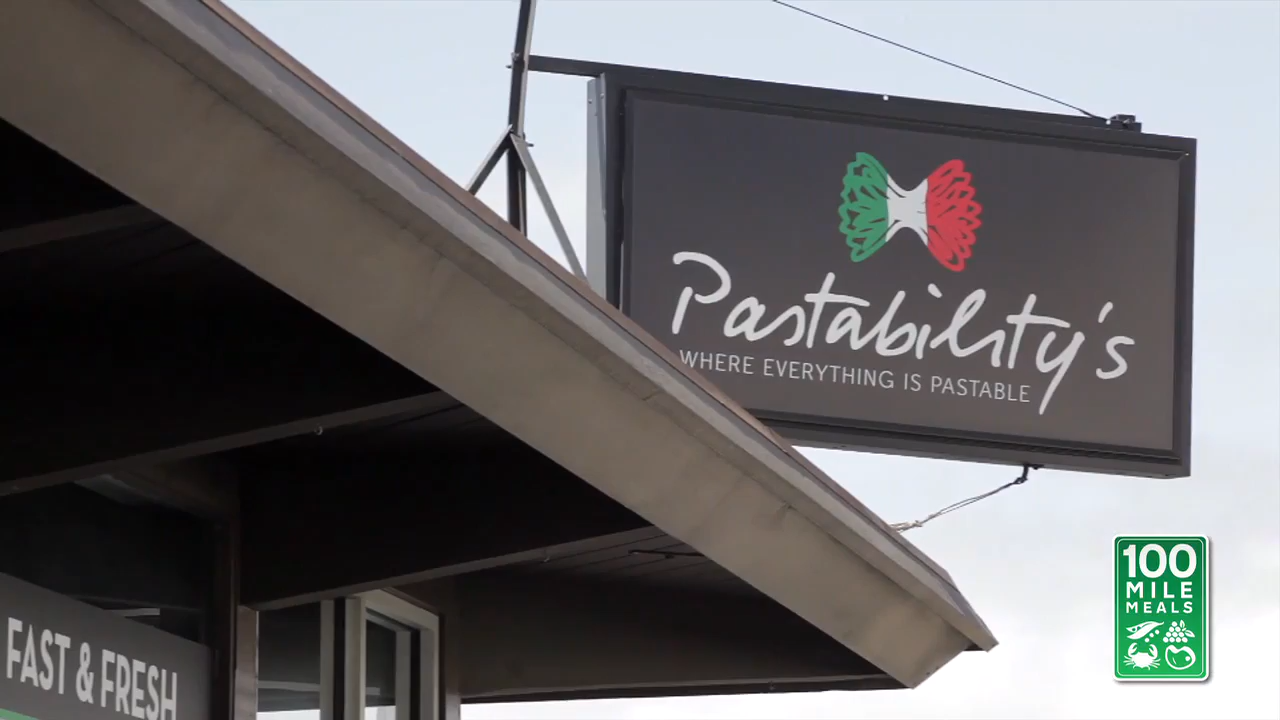 Pastability's
WHERE EVERYTHING IS PASTABLE
FAST & FRESH
100
MILE
MEALS